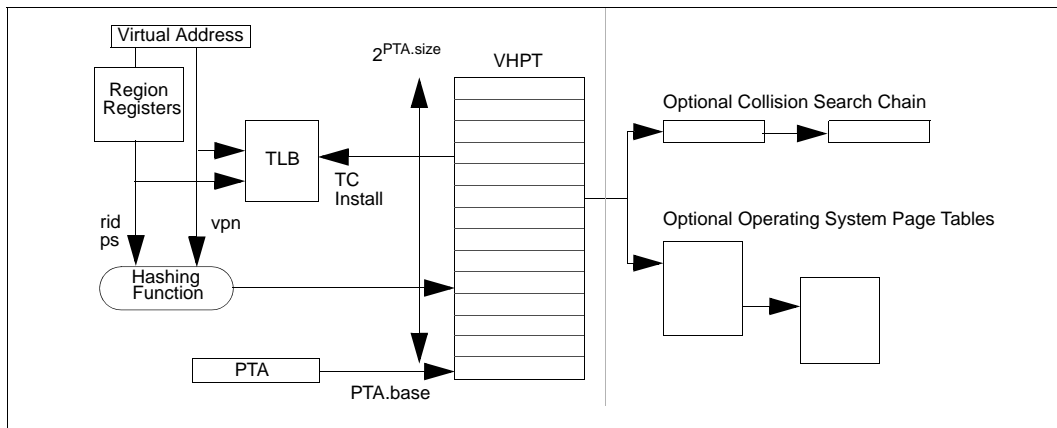 Virtual Address
Region
Registers
TLB
TC
Install
2^PTA.size
VHPT
Optional Collision Search Chain
Optional Operating System Page Tables
rid
ps
vpn
Hashing
Function
PTA
PTA.base